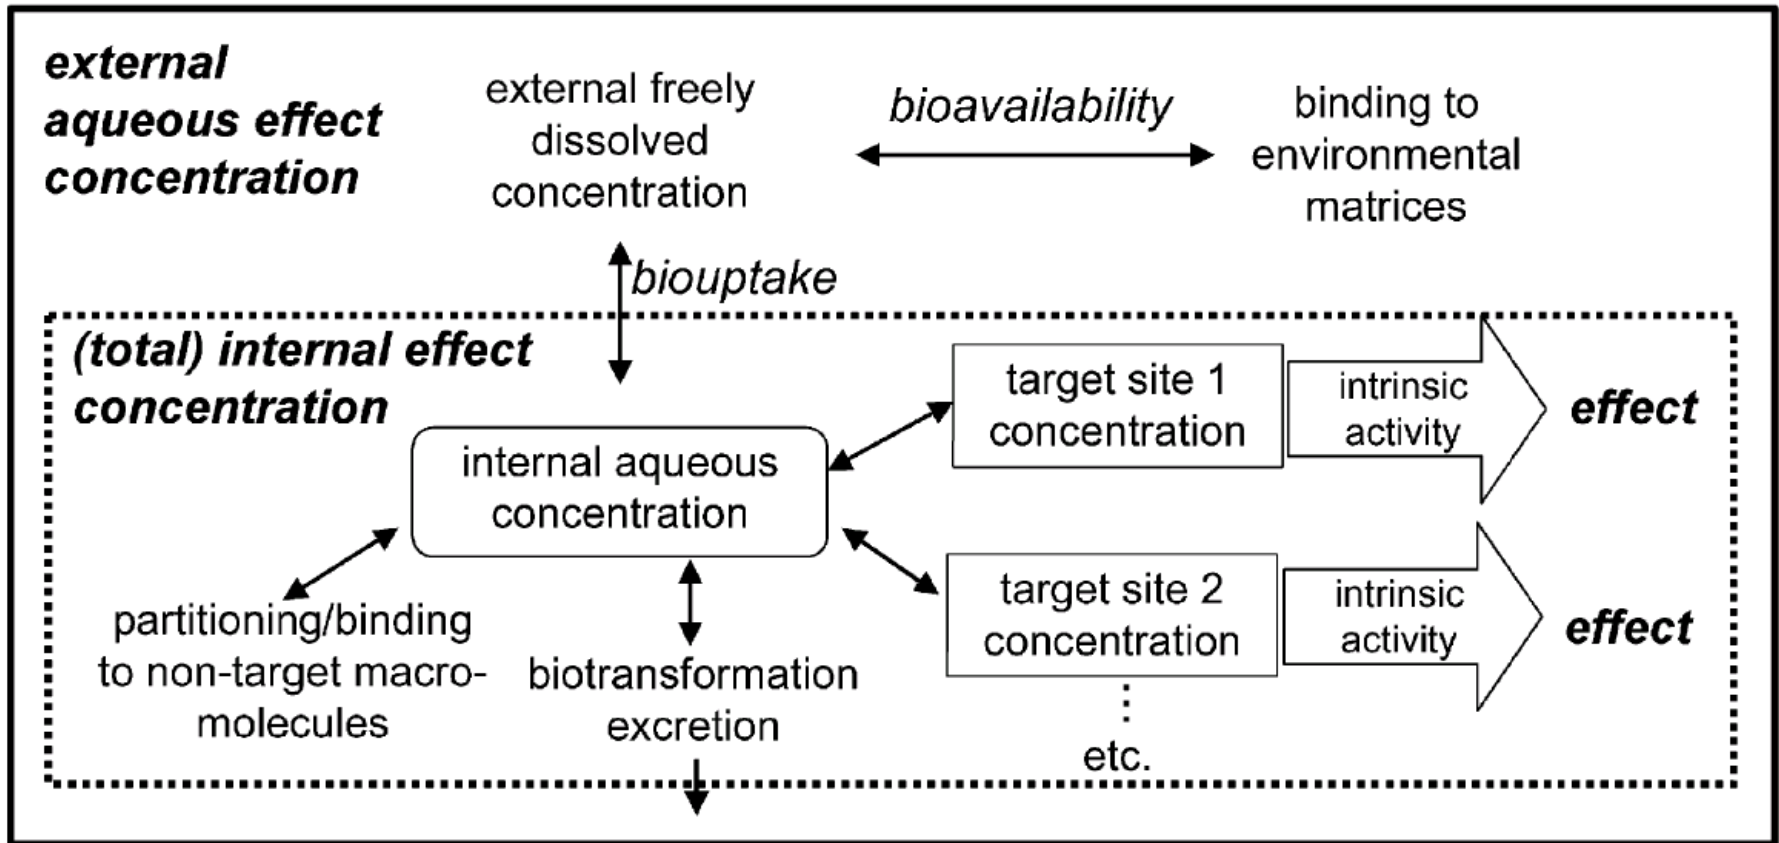 external
aqueous effect
concentration
external freely
dissolved
concentration
bioavailability
binding to
environmental
matrices
biouptake
(total) internal effect
concentration
internal aqueous
concentration
target site 1
concentration
intrinsic
activity
effect
target site 2
concentration
intrinsic
activity
effect
partitioning/binding
to non-target macro-
molecules
biotransformation
excretion
etc.